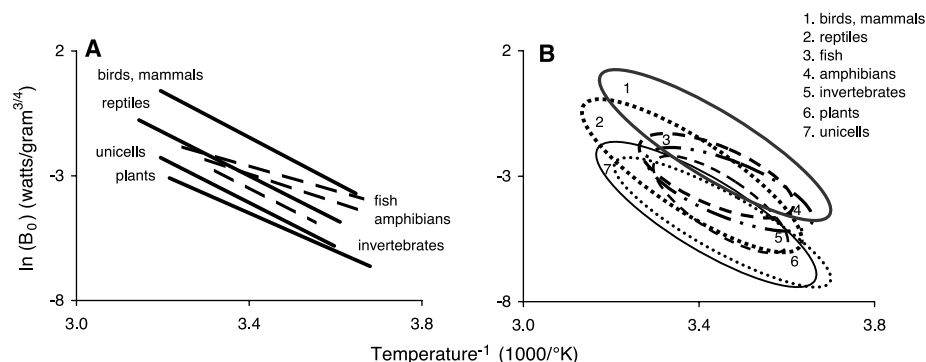 A
2
birds, mammals
reptiles
-3
unicells
plants
fish
amphibians
invertebrates
-8
3.0
3.4
3.8
ln (B0) (watts/gram3/4)
B
2
1
2
3
7
-3
4
5
6
-8
3.0
3.4
3.8
1. birds, mammals
2. reptiles
3. fish
4. amphibians
5. invertebrates
6. plants
7. unicells
Temperature-1 (1000/°K)